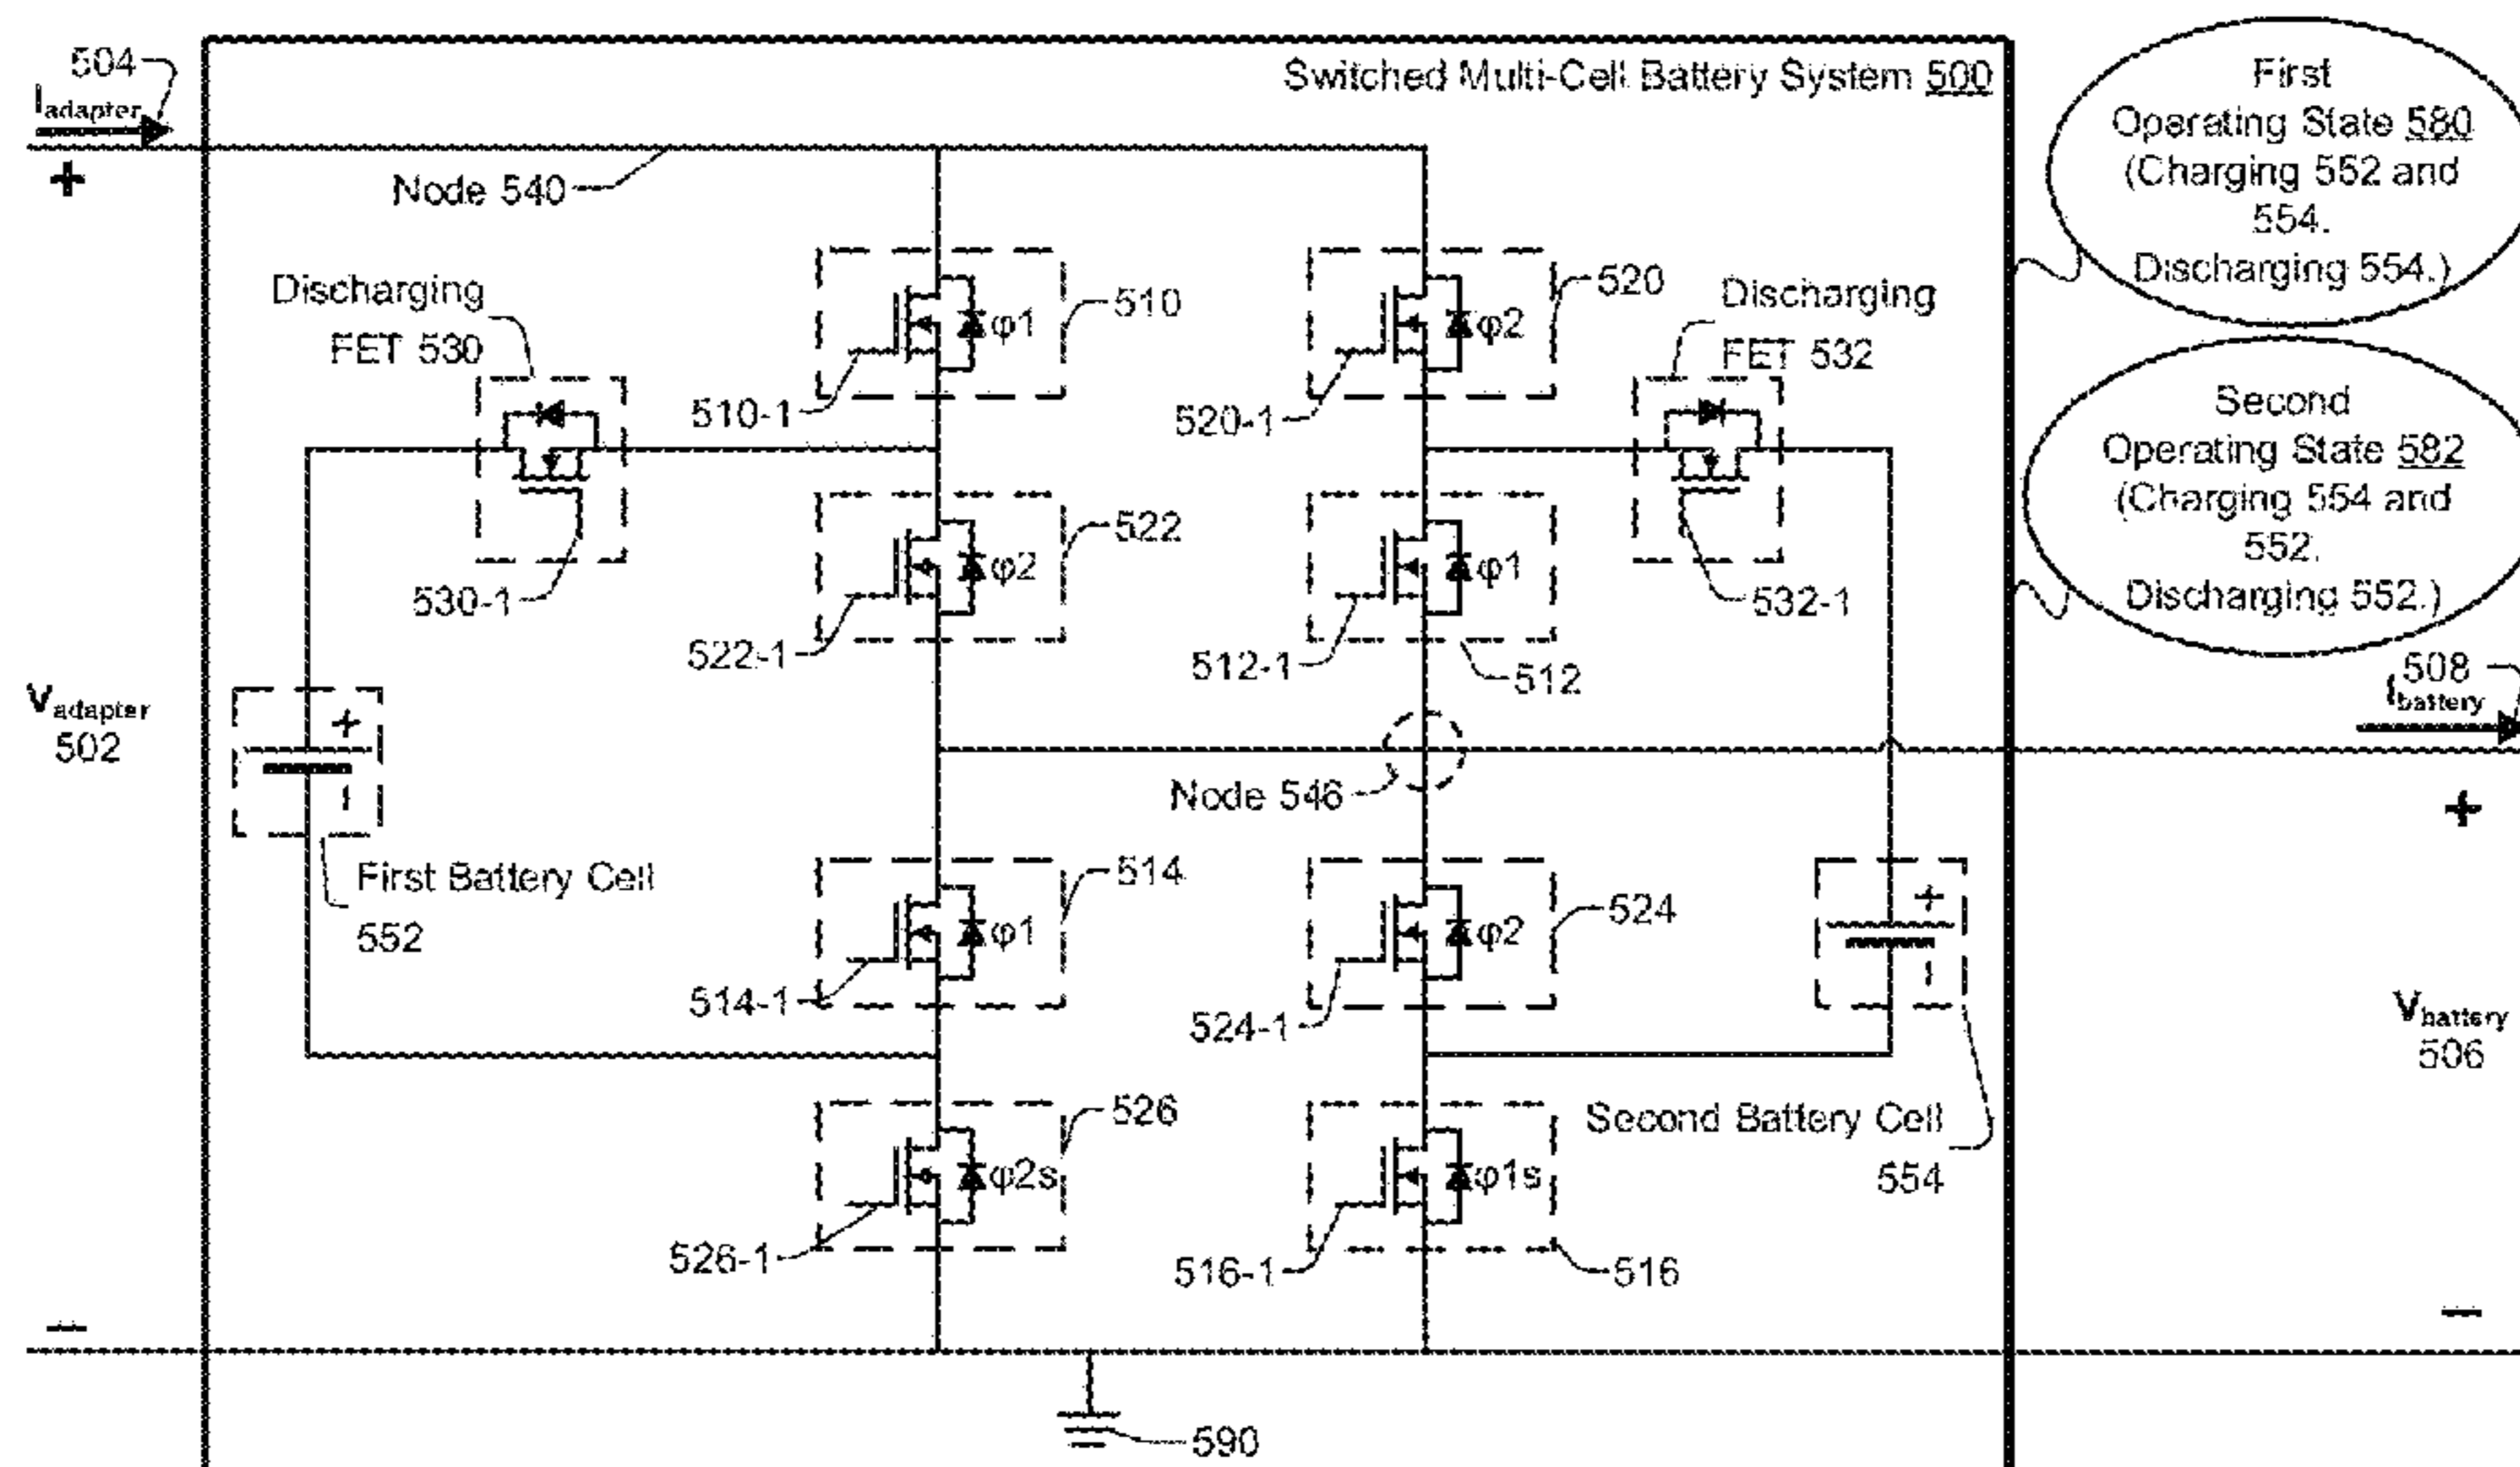 504
Iadapter
+
Switched Multi-Cell Battery System 500
Node 540
First
Operating State 580
(Charging 552 and
554.
Discharging 554.)
Second
Operating State 582
(Charging 554 and
552.
Discharging 552.)
Discharging
FET 530
530-1
φ1
510
510-1
φ2
520
520-1
Discharging
FET 532
532-1
φ2
522
522-1
φ1
512
512-1
508
Ibattery
Vadapter
502
+
-
First Battery Cell
552
Node 546
φ1
514
514-1
φ2
524
524-1
+
-
Second Battery Cell
554
+
Vbattery
506
φ2s
526
526-1
φ1s
516
516-1
−
−
590